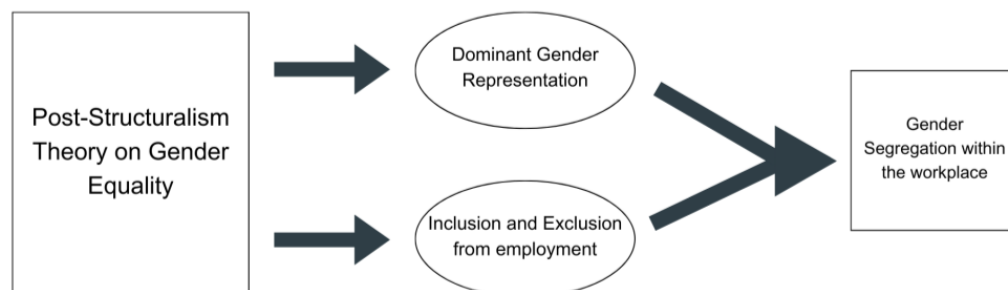 Post-Structuralism
Theory on Gender
Equality
Dominant Gender
Representation
Inclusion and Exclusion
from employment
Gender
Segregation within
the workplace